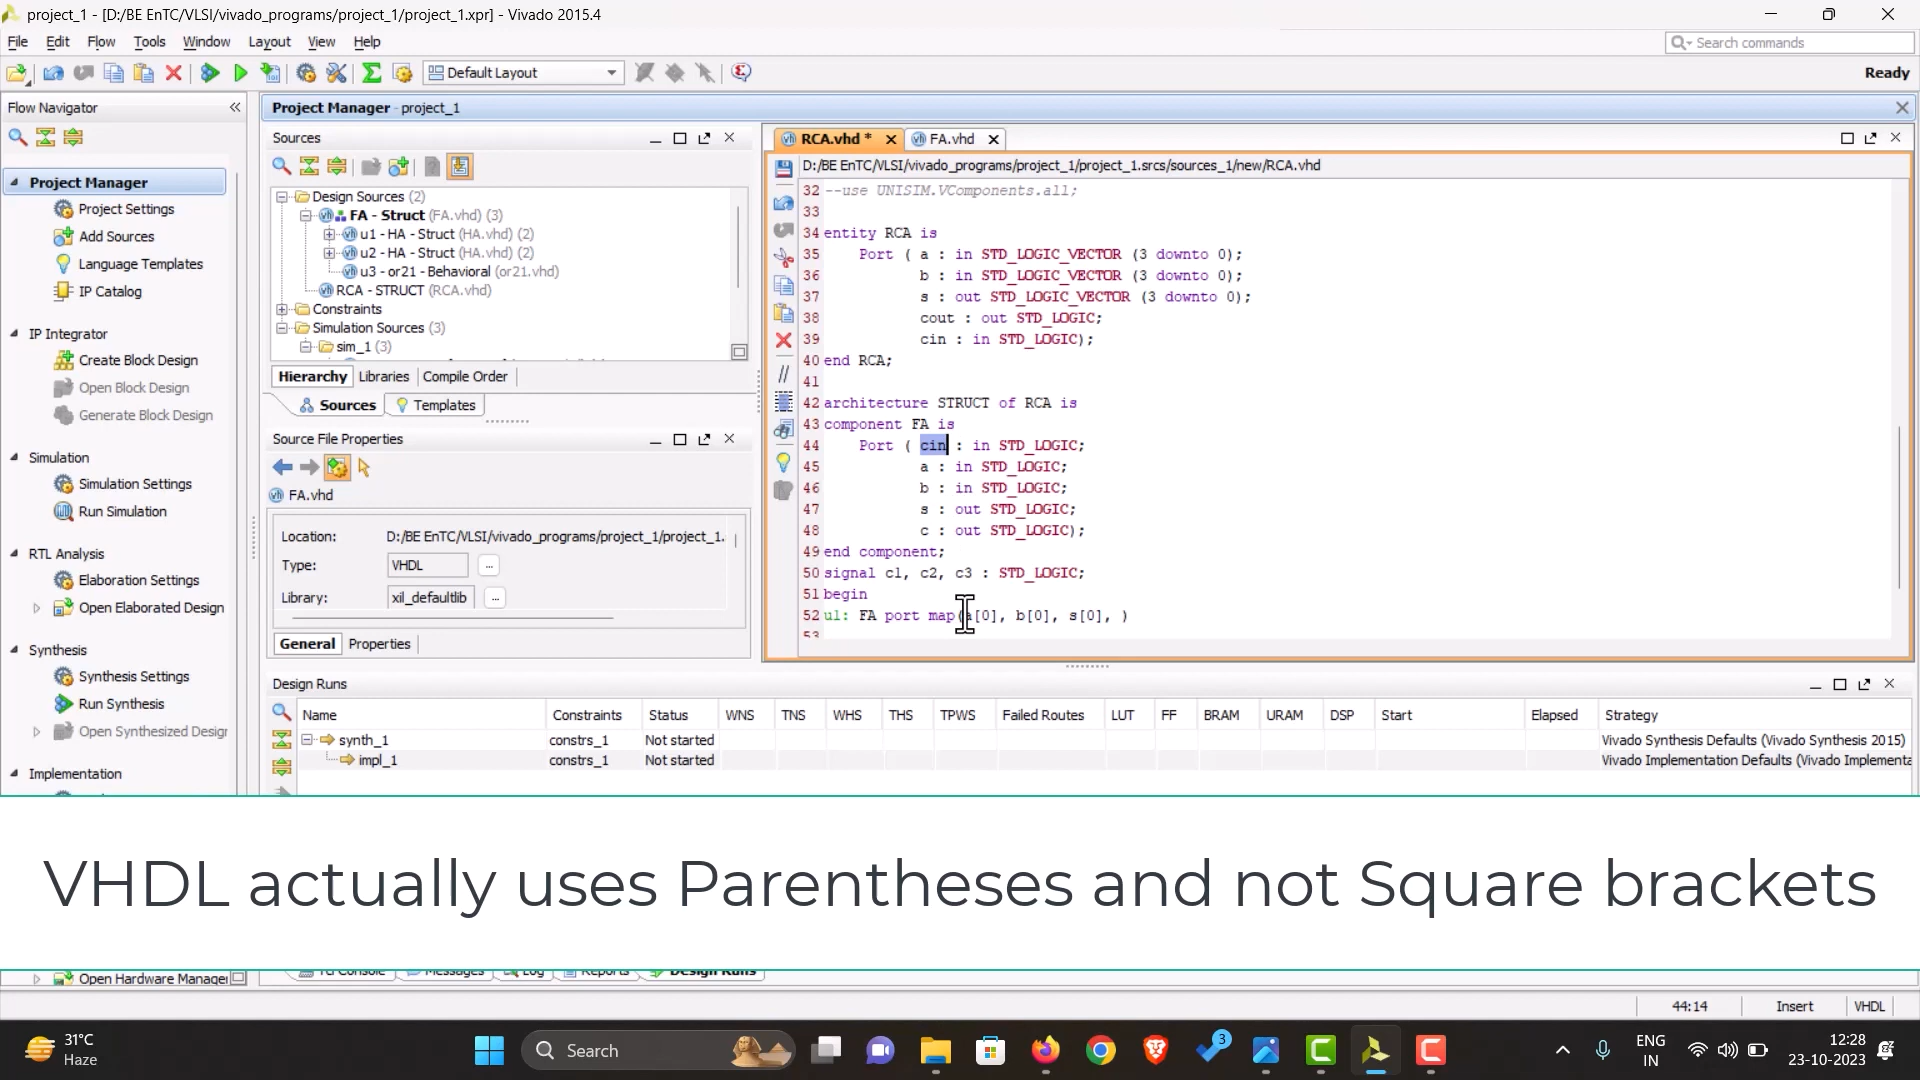 project_1 - [D:/BE EnTC/VLSI/vivado_programs/project_1/project_1.xpr] - Vivado 2015.4
File Edit Flow Tools Window Layout View Help
Search commands
Default Layout
Ready
Flow Navigator
Project Manager
Project Settings
Add Sources
Language Templates
IP Catalog
IP Integrator
Create Block Design
Open Block Design
Generate Block Design
Simulation
Simulation Settings
Run Simulation
RTL Analysis
Elaboration Settings
Open Elaborated Design
Synthesis
Synthesis Settings
Run Synthesis
Open Synthesized Design
Implementation
Open Hardware Manager
Project Manager - project_1
Sources
Design Sources (2)
FA - Struct (FA.vhd) (3)
u1 - HA - Struct (HA.vhd) (2)
u2 - HA - Struct (HA.vhd) (2)
u3 - or21 - Behavioral (or21.vhd)
RCA - STRUCT (RCA.vhd)
Constraints
Simulation Sources (3)
sim_1 (3)
Hierarchy Libraries Compile Order
Sources Templates
Source File Properties
FA.vhd
Location: D:/BE EnTC/VLSI/vivado_programs/project_1/project_1.
Type: VHDL ...
Library: xil_defaultlib ...
General Properties
RCA.vhd * FA.vhd
D:/BE EnTC/VLSI/vivado_programs/project_1/project_1.srcs/sources_1/new/RCA.vhd
32 --use UNISIM.VComponents.all;
33
34 entity RCA is
35 Port ( a : in STD_LOGIC_VECTOR (3 downto 0);
36 b : in STD_LOGIC_VECTOR (3 downto 0);
37 s : out STD_LOGIC_VECTOR (3 downto 0);
38 cout : out STD_LOGIC;
39 cin : in STD_LOGIC);
40 end RCA;
41
42 architecture STRUCT of RCA is
43 component FA is
44 Port ( cin : in STD_LOGIC;
45 a : in STD_LOGIC;
46 b : in STD_LOGIC;
47 s : out STD_LOGIC;
48 c : out STD_LOGIC);
49 end component;
50 signal c1, c2, c3 : STD_LOGIC;
51 begin
52 u1: FA port map(a[0], b[0], s[0], )
53
Design Runs
Name Constraints Status WNS TNS WHS THS TPWS Failed Routes LUT FF BRAM URAM DSP Start Elapsed Strategy
synth_1 constrs_1 Not started Vivado Synthesis Defaults (Vivado Synthesis 2015)
impl_1 constrs_1 Not started Vivado Implementation Defaults (Vivado Implementa
VHDL actually uses Parentheses and not Square brackets
Tcl Console Messages Log Reports Design Runs
44:14 Insert VHDL
31°C
Haze
Search
3
ENG
IN
12:28
23-10-2023